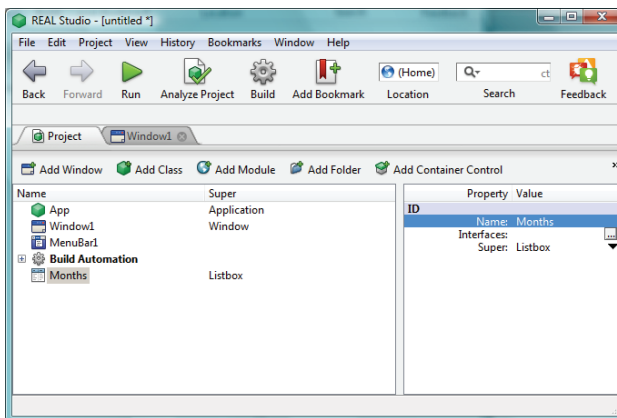 REAL Studio - [untitled *]
File Edit Project View History Bookmarks Window Help
(Home) ct
Back Forward Run Analyze Project Build Add Bookmark Location Search Feedback
Project Window1
Add Window Add Class Add Module Add Folder Add Container Control »
Name Super Property Value
App Application ID
Window1 Window Name: Months
MenuBar1 Interfaces: ...
Build Automation Super: Listbox
Months Listbox